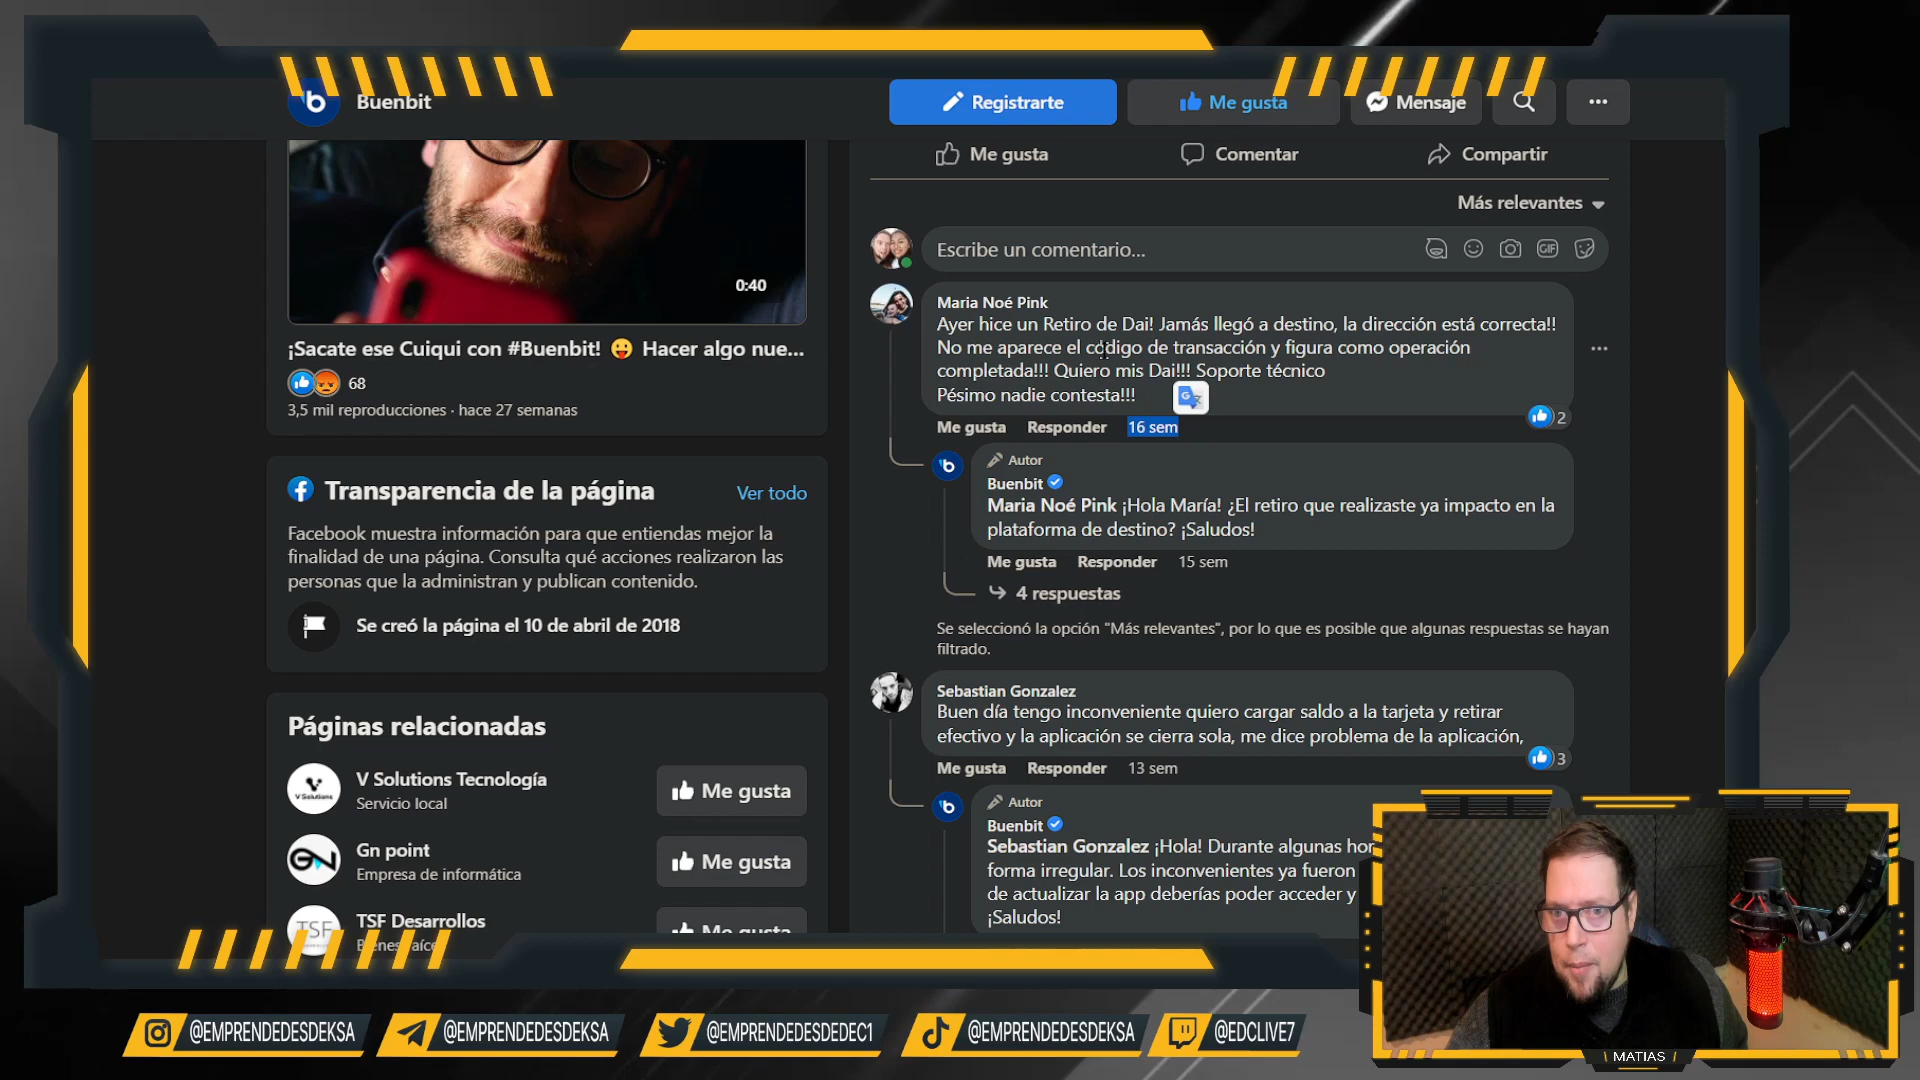 Buenbit
Registrarte
Me gusta
Mensaje
0:40
¡Sacate ese Cuiqui con #Buenbit! 😛 Hacer algo nue...
68
3,5 mil reproducciones · hace 27 semanas
Transparencia de la página
Ver todo
Facebook muestra información para que entiendas mejor la
finalidad de una página. Consulta qué acciones realizaron las
personas que la administran y publican contenido.
Se creó la página el 10 de abril de 2018
Páginas relacionadas
V Solutions Tecnología
Servicio local
Me gusta
V Solutions
Gn point
Empresa de informática
Me gusta
TSF
TSF Desarrollos
Me gusta
Me gusta
Comentar
Compartir
Más relevantes
Escribe un comentario...
GIF
Maria Noé Pink
Ayer hice un Retiro de Dai! Jamás llegó a destino, la dirección está correcta!!
No me aparece el código de transacción y figura como operación
completada!!! Quiero mis Dai!!! Soporte técnico
Pésimo nadie contesta!!!
Me gusta Responder 16 sem
2
Autor
Buenbit
Maria Noé Pink ¡Hola María! ¿El retiro que realizaste ya impacto en la
plataforma de destino? ¡Saludos!
Me gusta Responder 15 sem
4 respuestas
Se seleccionó la opción "Más relevantes", por lo que es posible que algunas respuestas se hayan
filtrado.
Sebastian Gonzalez
Buen día tengo inconveniente quiero cargar saldo a la tarjeta y retirar
efectivo y la aplicación se cierra sola, me dice problema de la aplicación,
3
Me gusta Responder 13 sem
Autor
Buenbit
Sebastian Gonzalez ¡Hola! Durante algunas hor
forma irregular. Los inconvenientes ya fueron
de actualizar la app deberías poder acceder y
¡Saludos!
@EMPRENDEDESDEKSA
@EMPRENDEDESDEKSA
@EMPRENDEDESDEDEC1
@EMPRENDEDESDEKSA
@EDCLIVE7
MATIAS